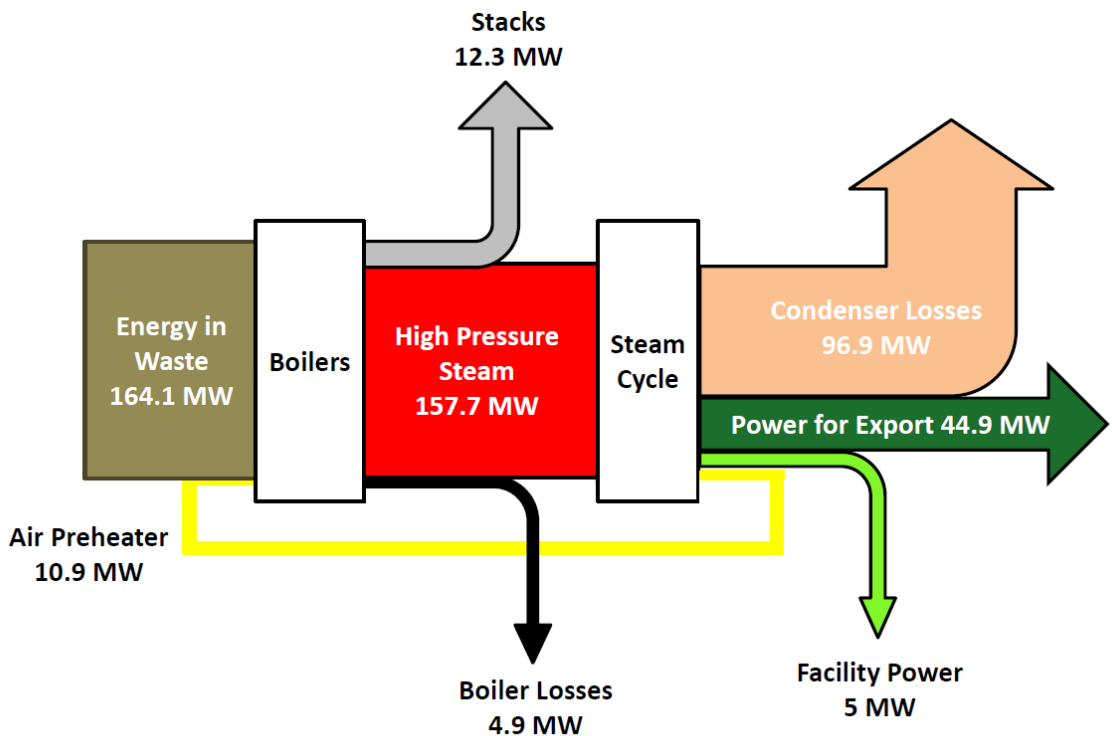 Stacks
12.3 MW
Energy in
Waste
164.1 MW
Boilers
High Pressure
Steam
157.7 MW
Steam
Cycle
Condenser Losses
96.9 MW
Power for Export 44.9 MW
Air Preheater
10.9 MW
Boiler Losses
4.9 MW
Facility Power
5 MW